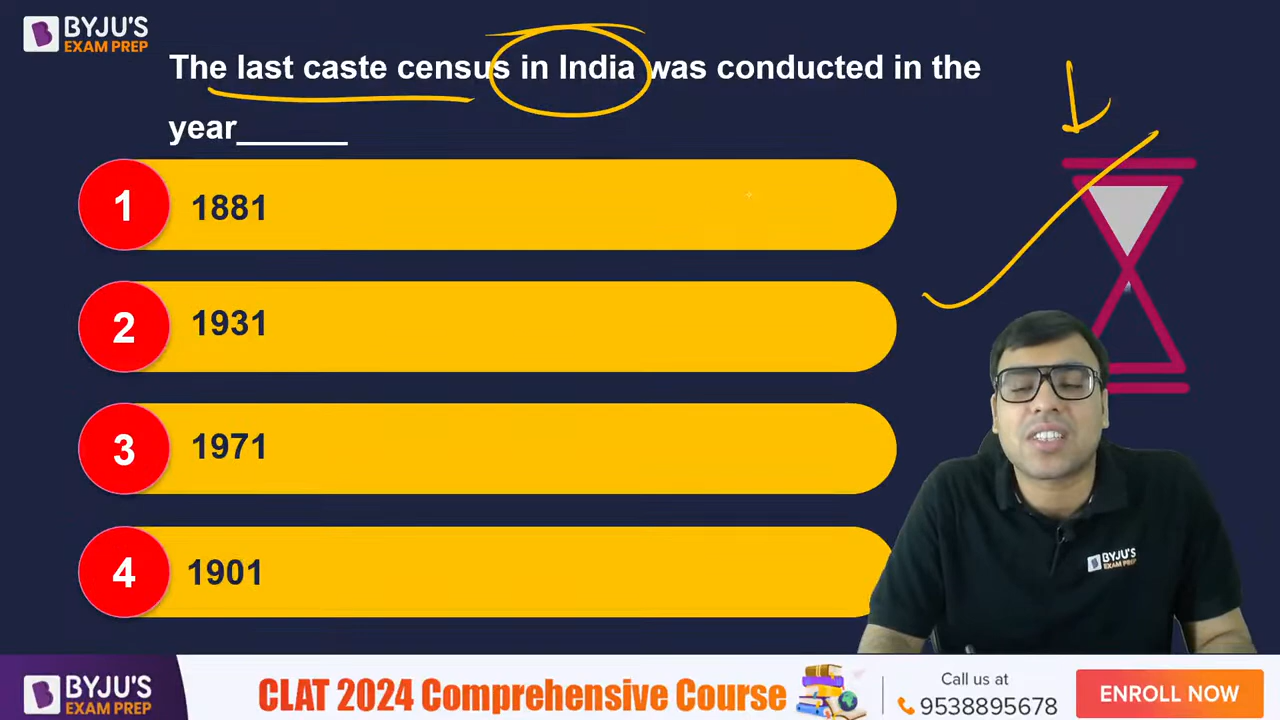 BYJU'S
EXAM PREP
The last caste census in India was conducted in the
year______
1 1881
2 1931
3 1971
4 1901
BYJU'S
EXAM PREP
BYJU'S
EXAM PREP
CLAT 2024 Comprehensive Course
Call us at
9538895678
ENROLL NOW